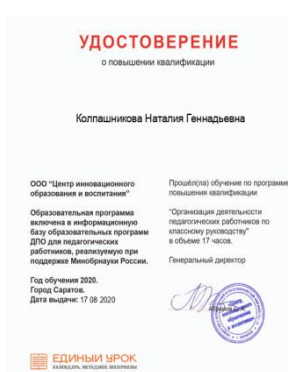 УДОСТОВЕРЕНИЕ
о повышении квалификации
Колпашникова Наталия Геннадьевна
ООО "Центр инновационного
образования и воспитания"
Образовательная программа
включена в информационную
базу образовательных программ
ДПО для педагогических
работников, реализуемую при
поддержке Минобрнауки России.
Год обучения 2020.
Город Саратов.
Дата выдачи: 17 08 2020
Прошёл(ла) обучение по программе
повышения квалификации
"Организация деятельности
педагогических работников по
классному руководству"
в объеме 17 часов.
Генеральный директор
ЕДИНЫЙ УРОК
КАЛЕНДАРЬ, МЕТОДИКИ, МАТЕРИАЛЫ